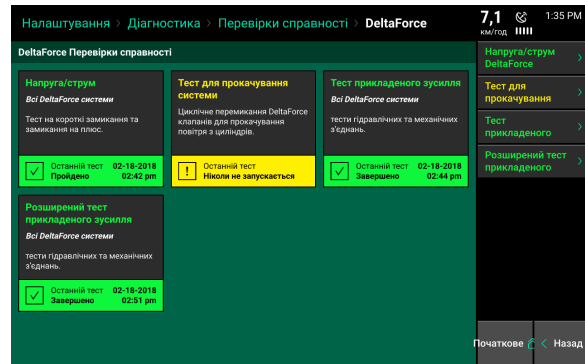 Налаштування > Діагностика > Перевірки справності > DeltaForce
7,1
км/год
1:35 PM
DeltaForce Перевірки справності
Напруга/струм
Всі DeltaForce системи
Тест на короткі замикання та
замикання на плюс.
Останній тест 02-18-2018
Пройдено 02:42 pm
Тест для прокачування
системи
Циклічне перемикання DeltaForce
клапанів для прокачування
повітря з циліндрів.
Останній тест
Ніколи не запускається
Тест прикладеного зусилля
Всі DeltaForce системи
тести гідравлічних та механічних
з'єднань.
Останній тест 02-18-2018
Завершено 02:44 pm
Розширений тест
прикладеного зусилля
Всі DeltaForce системи
тести гідравлічних та механічних
з'єднань.
Останній тест 02-18-2018
Завершено 02:51 pm
Напруга/струм
DeltaForce
Тест для
прокачування
Тест
прикладеного
Розширений тест
прикладеного
Початкове
Назад